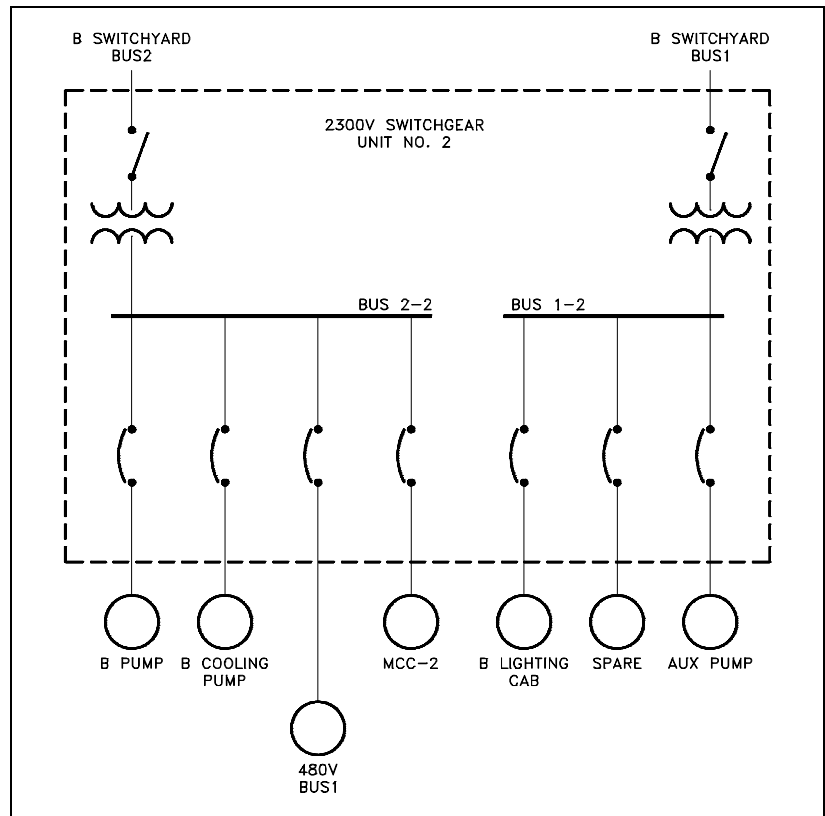 B SWITCHYARD
BUS2
B SWITCHYARD
BUS1
2300V SWITCHGEAR
UNIT NO. 2
BUS 2-2
BUS 1-2
B PUMP
B COOLING
PUMP
MCC-2
B LIGHTING
CAB
SPARE
AUX PUMP
480V
BUS1